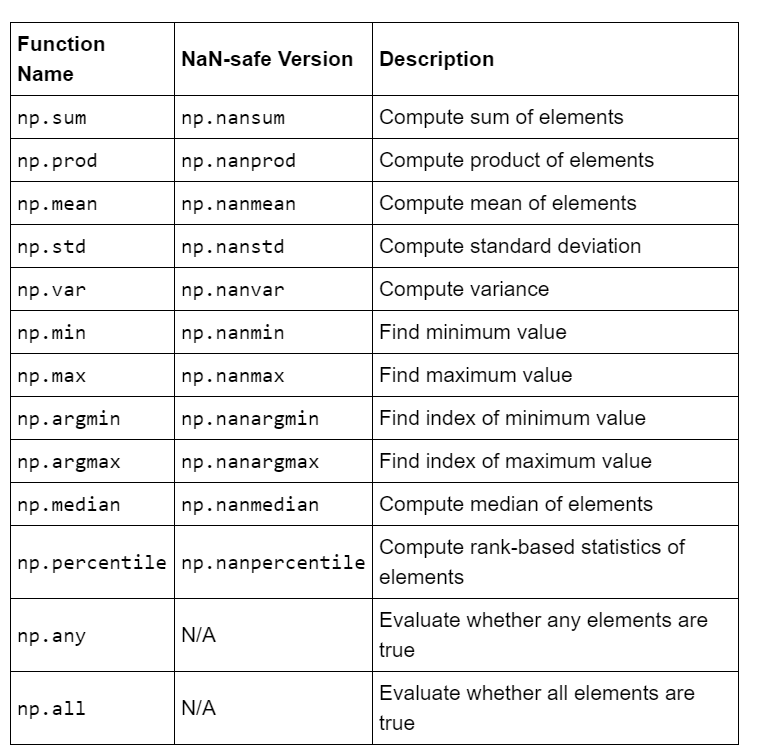 Function Name NaN-safe Version Description
np.sum np.nansum Compute sum of elements
np.prod np.nanprod Compute product of elements
np.mean np.nanmean Compute mean of elements
np.std np.nanstd Compute standard deviation
np.var np.nanvar Compute variance
np.min np.nanmin Find minimum value
np.max np.nanmax Find maximum value
np.argmin np.nanargmin Find index of minimum value
np.argmax np.nanargmax Find index of maximum value
np.median np.nanmedian Compute median of elements
np.percentile np.nanpercentile Compute rank-based statistics of
elements
np.any N/A Evaluate whether any elements are
true
np.all N/A Evaluate whether all elements are
true